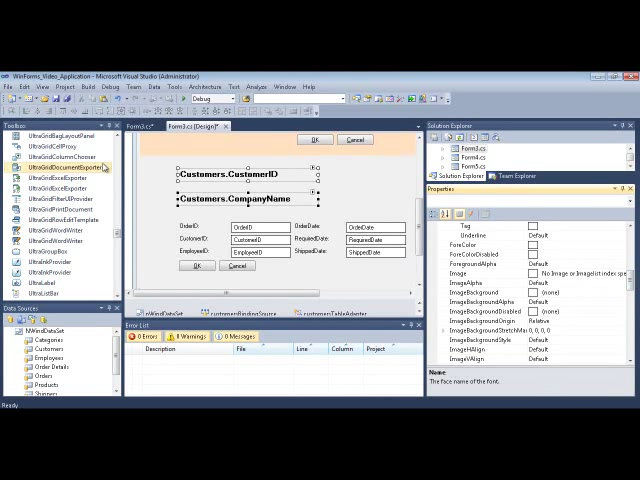 WinForms_Video_Application - Microsoft Visual Studio (Administrator)
File Edit View Project Build Debug Team Data Tools Architecture Test Analyze Window Help
Debug
Toolbox
UltraGridBagLayoutPanel
UltraGridCellProxy
UltraGridColumnChooser
UltraGridDocumentExporter
UltraGridExcelExporter
UltraGridExcelExporter
UltraGridFilterUIProvider
UltraGridPrintDocument
UltraGridRowEditTemplate
UltraGridWordWriter
UltraGridWordWriter
UltraGroupBox
UltraInkProvider
UltraInkProvider
UltraLabel
UltraListBar
Data Sources
NWindDataSet
Categories
Customers
Employees
Order Details
Orders
Products
Shippers
Form3.cs* Form3.cs [Design]*
OK Cancel
Customers.CustomerID
Customers.CompanyName
OrderID: OrderID OrderDate: OrderDate
CustomerID: CustomerID RequiredDate: RequiredDate
EmployeeID: EmployeeID ShippedDate: ShippedDate
OK Cancel
nWindDataSet customersBindingSource customersTableAdapter
Error List
0 Errors 0 Warnings 0 Messages
Description File Line Column Project
Solution Explorer
Form3.cs
Form4.cs
Form5.cs
Solution Explorer Team Explorer
Properties
Tag
Underline Default
ForeColor
ForeColorDisabled
ForegroundAlpha Default
Image No Image or Imagelist index spe
ImageAlpha Default
ImageBackground (none)
ImageBackgroundAlpha Default
ImageBackgroundDisabled (none)
ImageBackgroundOrigin Relative
ImageBackgroundStretchMar 0, 0, 0, 0
ImageBackgroundStyle Default
ImageHAlign Default
ImageVAlign Default
Name
The face name of the font.
Ready